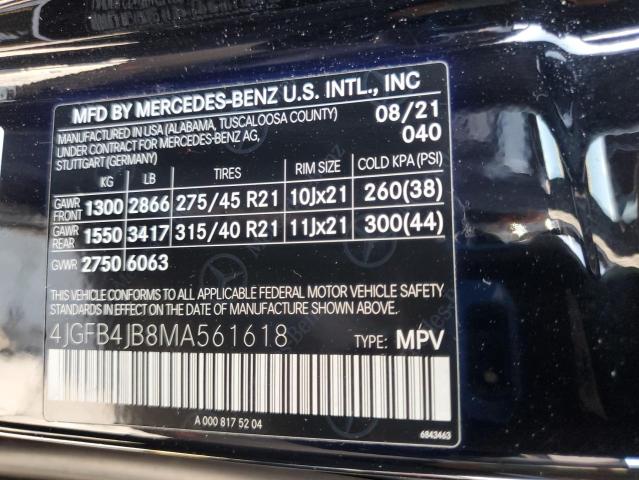 MFD BY MERCEDES-BENZ U.S. INTL., INC
MANUFACTURED IN USA (ALABAMA, TUSCALOOSA COUNTY) 08/21
UNDER CONTRACT FOR MERCEDES-BENZ AG, 040
STUTTGART (GERMANY)
KG LB TIRES RIM SIZE COLD KPA (PSI)
GAWR FRONT 1300 2866 275/45 R21 10Jx21 260(38)
GAWR REAR 1550 3417 315/40 R21 11Jx21 300(44)
GVWR 2750 6063
THIS VEHICLE CONFORMS TO ALL APPLICABLE FEDERAL MOTOR VEHICLE SAFETY
STANDARDS IN EFFECT ON THE DATE OF MANUFACTURE SHOWN ABOVE.
4JGFB4JB8MA561618 TYPE: MPV
A 000 817 52 04 6843463